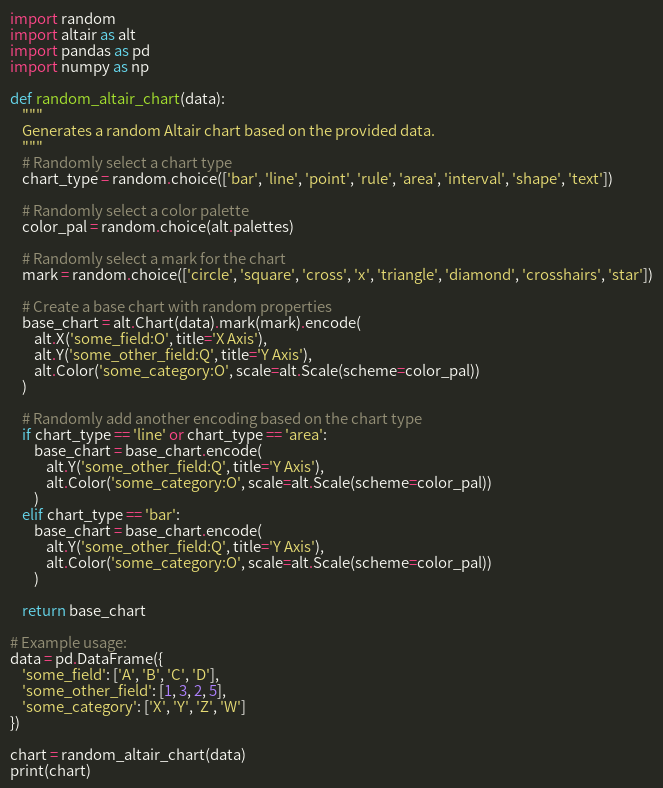 import random
import altair as alt
import pandas as pd
import numpy as np

def random_altair_chart(data):
    """
    Generates a random Altair chart based on the provided data.
    """
    # Randomly select a chart type
    chart_type = random.choice(['bar', 'line', 'point', 'rule', 'area', 'interval', 'shape', 'text'])

    # Randomly select a color palette
    color_pal = random.choice(alt.palettes)

    # Randomly select a mark for the chart
    mark = random.choice(['circle', 'square', 'cross', 'x', 'triangle', 'diamond', 'crosshairs', 'star'])

    # Create a base chart with random properties
    base_chart = alt.Chart(data).mark(mark).encode(
        alt.X('some_field:O', title='X Axis'),
        alt.Y('some_other_field:Q', title='Y Axis'),
        alt.Color('some_category:O', scale=alt.Scale(scheme=color_pal))
    )

    # Randomly add another encoding based on the chart type
    if chart_type == 'line' or chart_type == 'area':
        base_chart = base_chart.encode(
            alt.Y('some_other_field:Q', title='Y Axis'),
            alt.Color('some_category:O', scale=alt.Scale(scheme=color_pal))
        )
    elif chart_type == 'bar':
        base_chart = base_chart.encode(
            alt.Y('some_other_field:Q', title='Y Axis'),
            alt.Color('some_category:O', scale=alt.Scale(scheme=color_pal))
        )

    return base_chart

# Example usage:
data = pd.DataFrame({
    'some_field': ['A', 'B', 'C', 'D'],
    'some_other_field': [1, 3, 2, 5],
    'some_category': ['X', 'Y', 'Z', 'W']
})

chart = random_altair_chart(data)
print(chart)